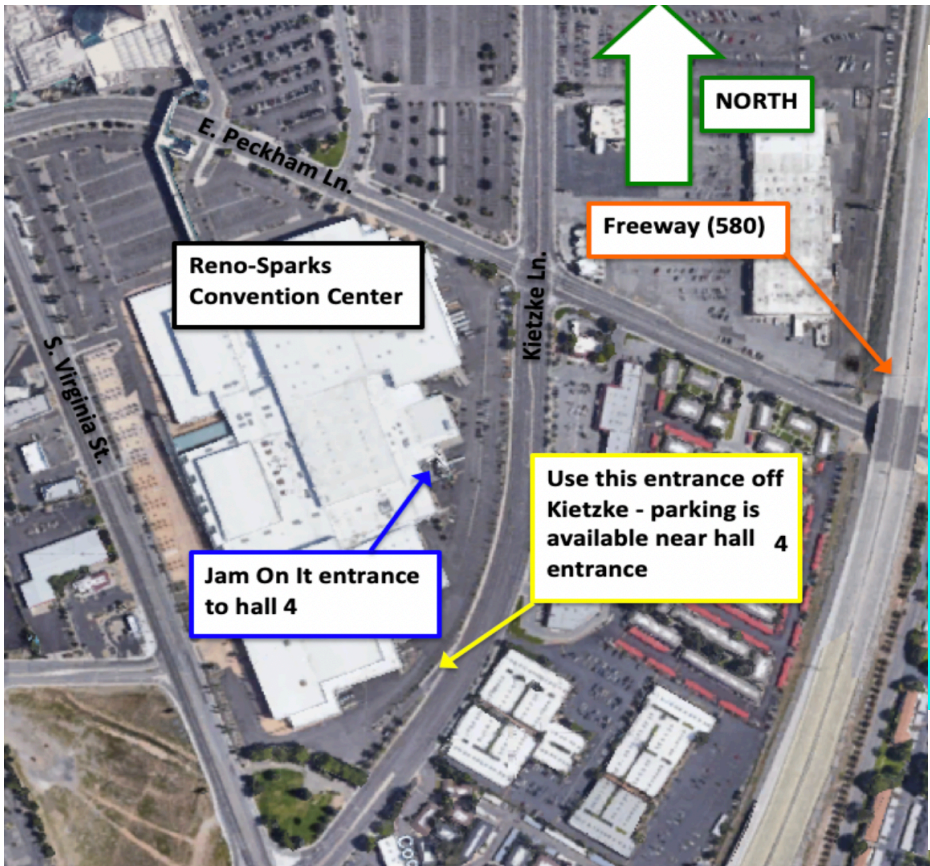 NORTH
E. Peckham Ln.
Freeway (580)
Reno-Sparks
Convention Center
Kietzke Ln.
S. Virginia St.
Use this entrance off
Kietzke - parking is
available near hall 4
entrance
Jam On It entrance
to hall 4